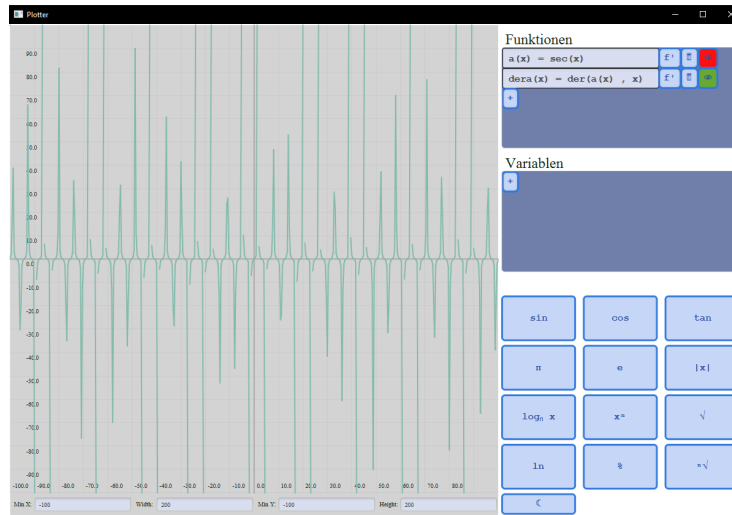 Plotter
Funktionen
a(x) = sec(x)
f'
dera(x) = der(a(x) , x)
f'
+
Variablen
+
90.0
80.0
70.0
60.0
50.0
40.0
30.0
20.0
10.0
0.0
-10.0
-20.0
-30.0
-40.0
-50.0
-60.0
-70.0
-80.0
-90.0
-100.0 -90.0 -80.0 -70.0 -60.0 -50.0 -40.0 -30.0 -20.0 -10.0 10.0 20.0 30.0 40.0 50.0 60.0 70.0 80.0
Min X: -100 Width: 200 Min Y: -100 Height: 200
sin cos tan
π e |x|
logₙ x xⁿ √
ln % ⁿ√